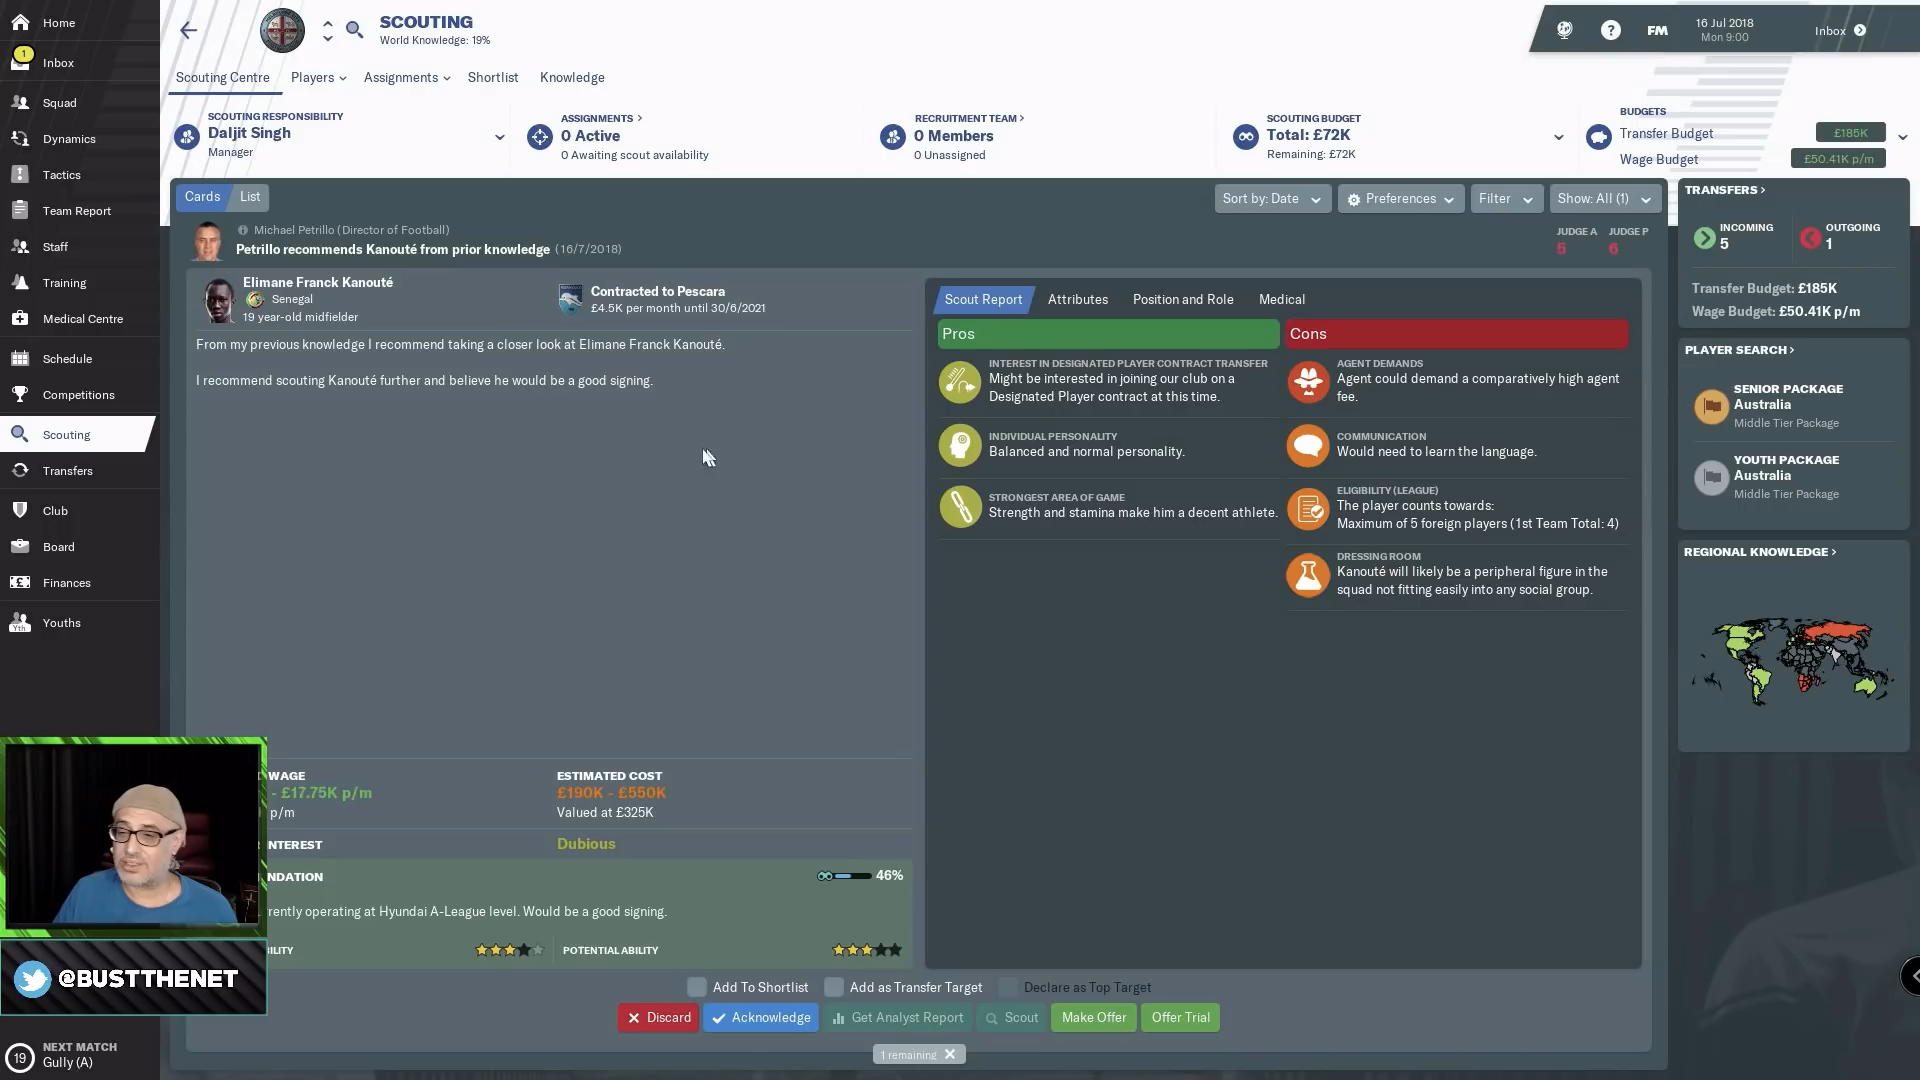 Home
1
Inbox
Squad
Dynamics
Tactics
Team Report
Staff
Training
Medical Centre
Schedule
Competitions
Scouting
Transfers
Club
Board
Finances
Yth
Youths
SCOUTING
World Knowledge: 19%
FM
16 Jul 2018
Mon 9:00
Inbox
Scouting Centre
Players
Assignments
Shortlist
Knowledge
SCOUTING RESPONSIBILITY
Daljit Singh
Manager
ASSIGNMENTS >
0 Active
0 Awaiting scout availability
RECRUITMENT TEAM >
0 Members
0 Unassigned
SCOUTING BUDGET
Total: £72K
Remaining: £72K
BUDGETS
Transfer Budget £185K
Wage Budget £50.41K p/m
Cards
List
Sort by: Date
Preferences
Filter
Show: All (1)
Michael Petrillo (Director of Football)
Petrillo recommends Kanouté from prior knowledge (16/7/2018)
JUDGE A
5
JUDGE P
6
Elimane Franck Kanouté
Senegal
19 year-old midfielder
Contracted to Pescara
£4.5K per month until 30/6/2021
From my previous knowledge I recommend taking a closer look at Elimane Franck Kanouté.
I recommend scouting Kanouté further and believe he would be a good signing.
WAGE
- £17.75K p/m
p/m
ESTIMATED COST
£190K - £550K
Valued at £325K
INTEREST
Dubious
NDATION
46%
rently operating at Hyundai A-League level. Would be a good signing.
ILITY
POTENTIAL ABILITY
Scout Report
Attributes
Position and Role
Medical
Pros
INTEREST IN DESIGNATED PLAYER CONTRACT TRANSFER
Might be interested in joining our club on a
Designated Player contract at this time.
INDIVIDUAL PERSONALITY
Balanced and normal personality.
STRONGEST AREA OF GAME
Strength and stamina make him a decent athlete.
Cons
AGENT DEMANDS
Agent could demand a comparatively high agent
fee.
COMMUNICATION
Would need to learn the language.
ELIGIBILITY (LEAGUE)
The player counts towards:
Maximum of 5 foreign players (1st Team Total: 4)
DRESSING ROOM
Kanouté will likely be a peripheral figure in the
squad not fitting easily into any social group.
Add To Shortlist
Add as Transfer Target
Declare as Top Target
Discard
Acknowledge
Get Analyst Report
Scout
Make Offer
Offer Trial
1 remaining
TRANSFERS >
INCOMING
5
OUTGOING
1
Transfer Budget: £185K
Wage Budget: £50.41K p/m
PLAYER SEARCH >
SENIOR PACKAGE
Australia
Middle Tier Package
YOUTH PACKAGE
Australia
Middle Tier Package
REGIONAL KNOWLEDGE >
@BUSTTHENET
19
NEXT MATCH
Gully (A)